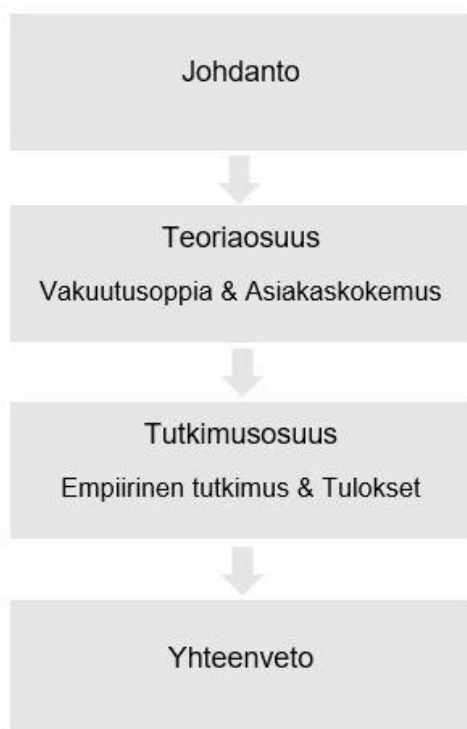 Johdanto
Teoriaosuus
Vakuutusoppia & Asiakaskokemus
Tutkimusosuus
Empiirinen tutkimus & Tulokset
Yhteenveto